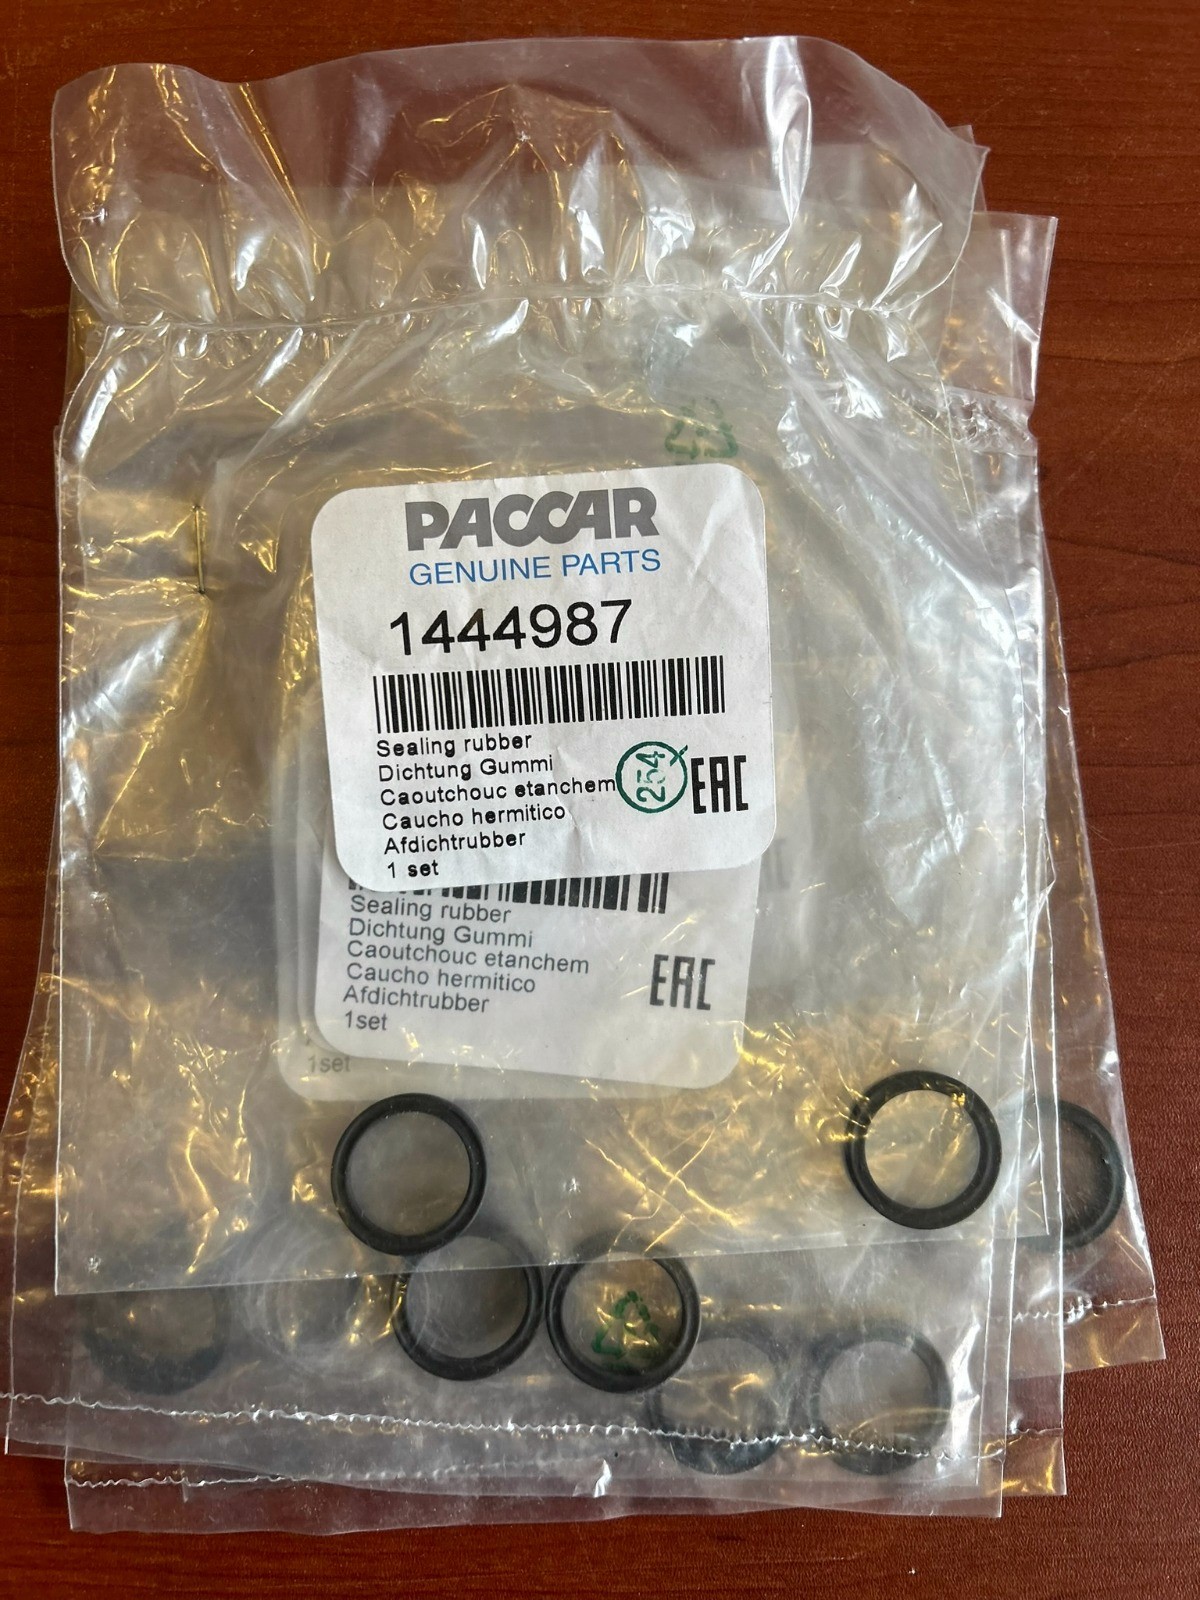 PACCAR
GENUINE PARTS
1444987
Sealing rubber
Dichtung Gummi
Caoutchouc etanchem
Caucho hermitico
Afdichtrubber
1 set
254
EAC
Sealing rubber
Dichtung Gummi
Caoutchouc etanchem
Caucho hermitico
Afdichtrubber
1set
EAC
1set